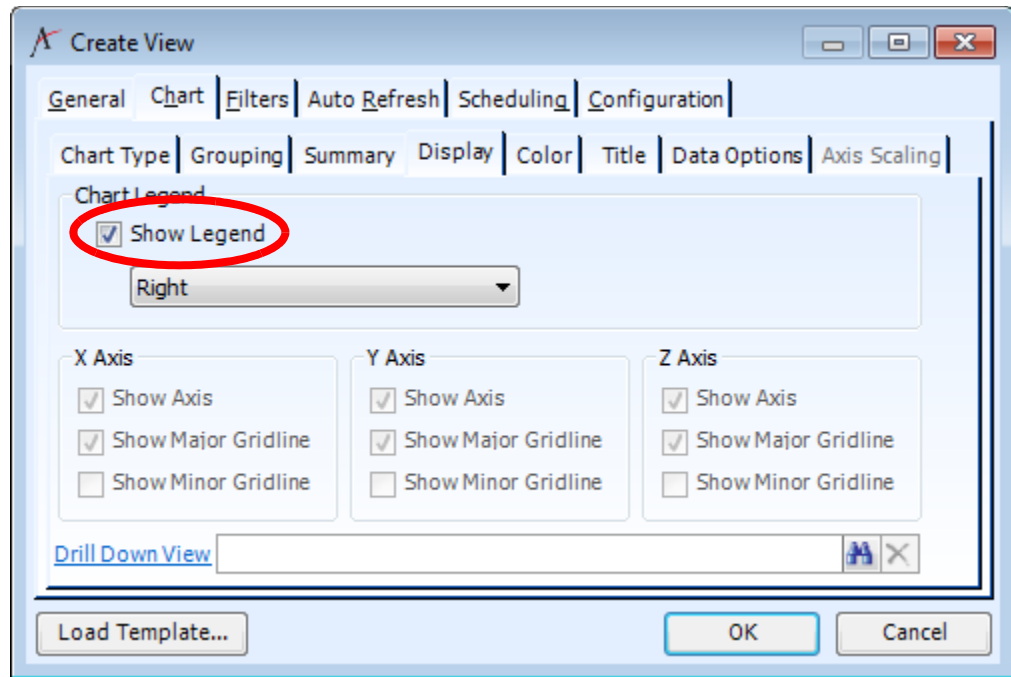 Create View
General Chart Filters Auto Refresh Scheduling Configuration
Chart Type Grouping Summary Display Color Title Data Options Axis Scaling
Chart Legend
Show Legend
Right
X Axis Y Axis Z Axis
Show Axis Show Axis Show Axis
Show Major Gridline Show Major Gridline Show Major Gridline
Show Minor Gridline Show Minor Gridline Show Minor Gridline
Drill Down View
Load Template... OK Cancel